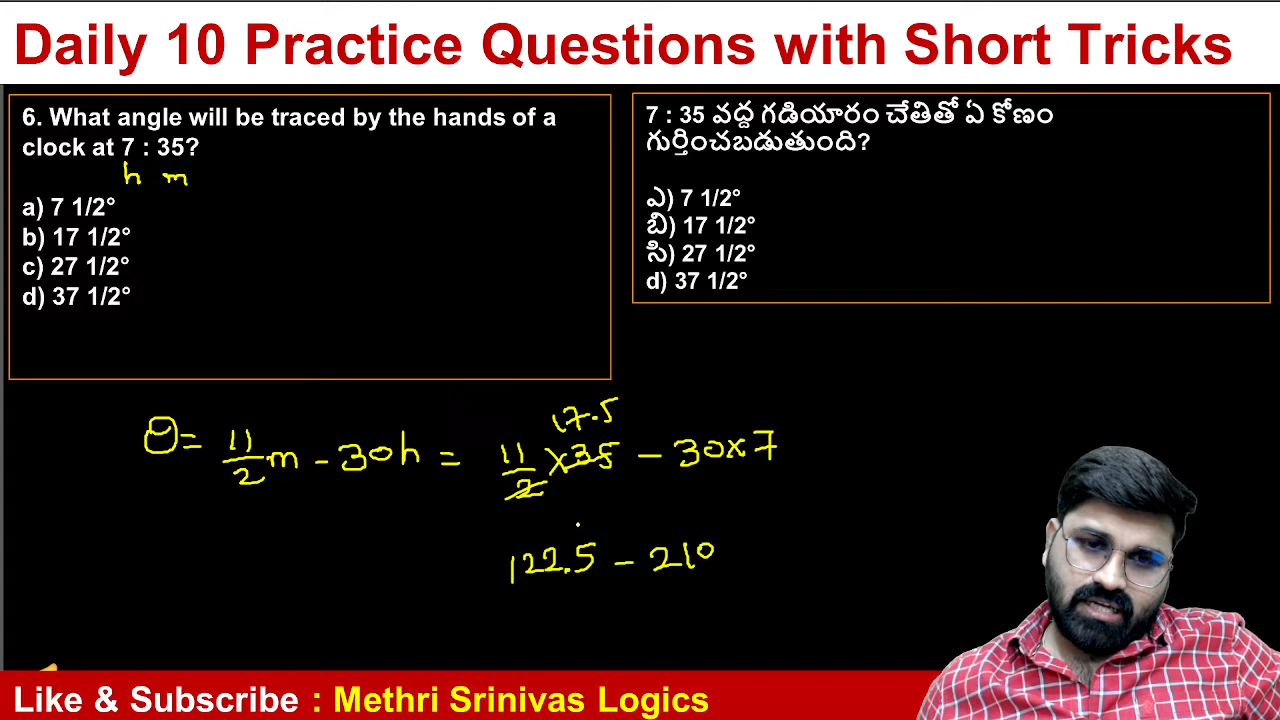 Daily 10 Practice Questions with Short Tricks
6. What angle will be traced by the hands of a
clock at 7 : 35?
h m
a) 7 1/2°
b) 17 1/2°
c) 27 1/2°
d) 37 1/2°
7 : 35 వద్ద గడియారం చేతితో ఏ కోణం
గుర్తించబడుతుంది?
ఎ) 7 1/2°
బి) 17 1/2°
సి) 27 1/2°
d) 37 1/2°
17.5
θ = 11/2 m - 30h = 11/2 × 35 - 30×7
122.5 - 210
Like & Subscribe : Methri Srinivas Logics